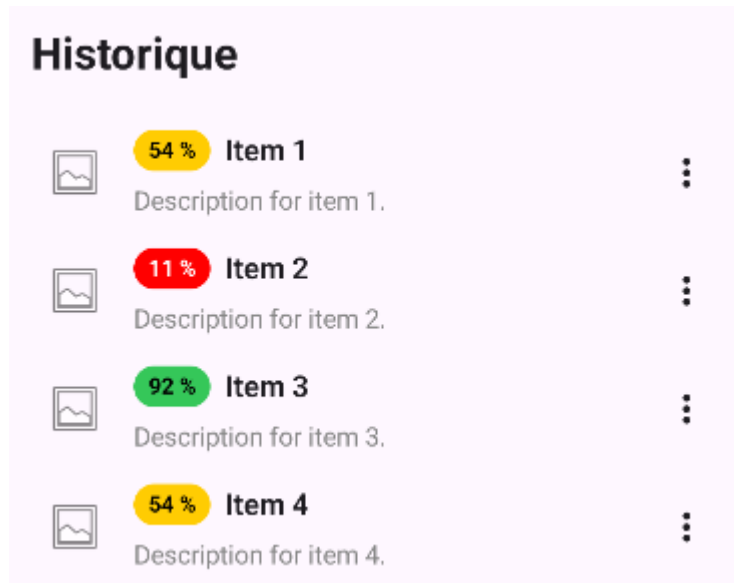 Historique
54 % Item 1
Description for item 1.
11 % Item 2
Description for item 2.
92 % Item 3
Description for item 3.
54 % Item 4
Description for item 4.